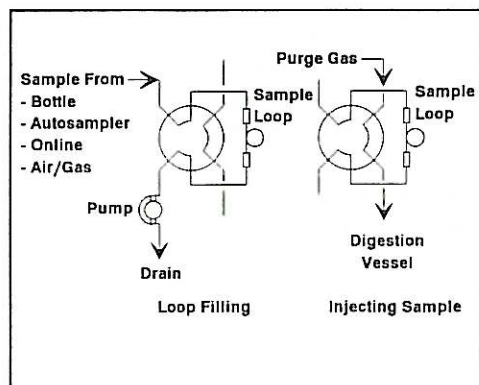 Sample From
- Bottle
- Autosampler
- Online
- Air/Gas
Pump
Drain
Sample
Loop
Loop Filling
Purge Gas
Sample
Loop
Digestion
Vessel
Injecting Sample